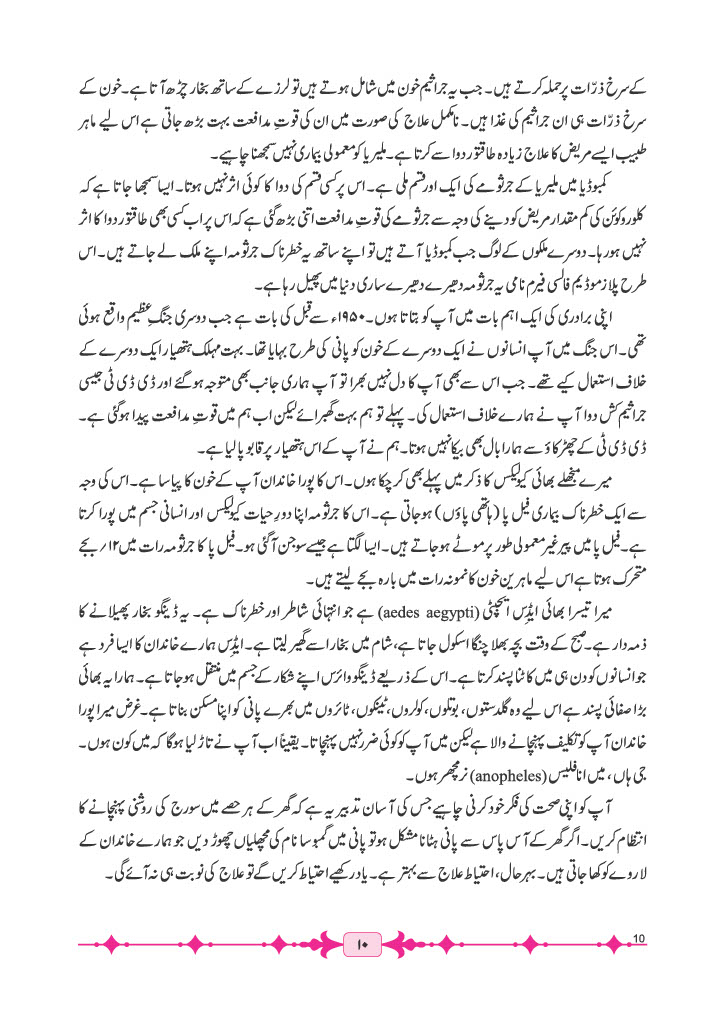 کے سرخ ذرّات پر حملہ کرتے ہیں۔ جب یہ جراثیم خون میں شامل ہوتے ہیں تو لرزے کے ساتھ بخار چڑھ آتا ہے۔ خون کے
سرخ ذرّات ہی ان جراثیم کی غذا ہیں۔ نامکمل علاج کی صورت میں ان کی قوتِ مدافعت بہت بڑھ جاتی ہے اس لیے ماہر
طبیب ایسے مریض کا علاج زیادہ طاقتور دوا سے کرتا ہے۔ ملیریا کو معمولی بیماری نہیں سمجھنا چاہیے۔
کمبوڈیا میں ملیریا کے جرثومے کی ایک اور قسم ملی ہے۔ اس پر کسی قسم کی دوا کا کوئی اثر نہیں ہوتا۔ ایسا سمجھا جاتا ہے کہ
کلوروکوئن کی کم مقدار مریض کو دینے کی وجہ سے جرثومے کی قوتِ مدافعت اتنی بڑھ گئی ہے کہ اس پر اب کسی بھی طاقتور دوا کا اثر
نہیں ہو رہا۔ دوسرے ملکوں کے لوگ جب کمبوڈیا آتے ہیں تو اپنے ساتھ یہ خطرناک جرثومہ اپنے ملک لے جاتے ہیں۔ اس
طرح پلازموڈیم فالسی فیرم نامی یہ جرثومہ دھیرے دھیرے ساری دنیا میں پھیل رہا ہے۔
اپنی برادری کی ایک اہم بات میں آپ کو بتاتا ہوں۔ ۱۹۵۰ء سے قبل کی بات ہے جب دوسری جنگِ عظیم واقع ہوئی
تھی۔ اس جنگ میں آپ انسانوں نے ایک دوسرے کے خون کو پانی کی طرح بہایا تھا۔ بہت مہلک ہتھیار ایک دوسرے کے
خلاف استعمال کیے تھے۔ جب اس سے بھی آپ کا دل نہیں بھرا تو آپ ہماری جانب بھی متوجہ ہو گئے اور ڈی ڈی ٹی جیسی
جراثیم کش دوا آپ نے ہمارے خلاف استعمال کی۔ پہلے تو ہم بہت گھبرائے لیکن اب ہم میں قوتِ مدافعت پیدا ہو گئی ہے۔
ڈی ڈی ٹی کے چھڑکاؤ سے ہمارا بال بھی بیکا نہیں ہوتا۔ ہم نے آپ کے اس ہتھیار پر قابو پا لیا ہے۔
میرے منجھلے بھائی کیولیکس کا ذکر میں پہلے بھی کر چکا ہوں۔ اس کا پورا خاندان آپ کے خون کا پیاسا ہے۔ اس کی وجہ
سے ایک خطرناک بیماری فیل پا (ہاتھی پاؤں) ہو جاتی ہے۔ اس کا جرثومہ اپنا دورِ حیات کیولیکس اور انسانی جسم میں پورا کرتا
ہے۔ فیل پا میں پیر غیر معمولی طور پر موٹے ہو جاتے ہیں۔ ایسا لگتا ہے جیسے سوجن آ گئی ہو۔ فیل پا کا جرثومہ رات میں ۱۲؍ بجے
متحرک ہوتا ہے اس لیے ماہرین خون کا نمونہ رات میں بارہ بجے لیتے ہیں۔
میرا تیسرا بھائی ایڈِس ایجپٹی (aedes aegypti) ہے جو انتہائی شاطر اور خطرناک ہے۔ یہ ڈینگو بخار پھیلانے کا
ذمہ دار ہے۔ صبح کے وقت بچہ بھلا چنگا اسکول جاتا ہے، شام میں بخار اسے گھیر لیتا ہے۔ ایڈِس ہمارے خاندان کا ایسا فرد ہے
جو انسانوں کو دن ہی میں کاٹنا پسند کرتا ہے۔ اس کے ذریعے ڈینگو وائرس اپنے شکار کے جسم میں منتقل ہو جاتا ہے۔ ہمارا یہ بھائی
بڑا صفائی پسند ہے اس لیے وہ گلدستوں، بوتلوں، کولروں، ٹینکوں، ٹائروں میں بھرے پانی کو اپنا مسکن بناتا ہے۔ غرض میرا پورا
خاندان آپ کو تکلیف پہنچانے والا ہے لیکن میں آپ کو کوئی ضرر نہیں پہنچاتا۔ یقیناً اب آپ نے تاڑ لیا ہوگا کہ میں کون ہوں۔
جی ہاں، میں انافلیس (anopheles) نر مچھر ہوں۔
آپ کو اپنی صحت کی فکر خود کرنی چاہیے جس کی آسان تدبیر یہ ہے کہ گھر کے ہر حصے میں سورج کی روشنی پہنچانے کا
انتظام کریں۔ اگر گھر کے آس پاس سے پانی ہٹانا مشکل ہو تو پانی میں گمبوسا نام کی مچھلیاں چھوڑ دیں جو ہمارے خاندان کے
لاروے کو کھا جاتی ہیں۔ بہرحال، احتیاط علاج سے بہتر ہے۔ یاد رکھیے احتیاط کریں گے تو علاج کی نوبت ہی نہ آئے گی۔
۱۰
10